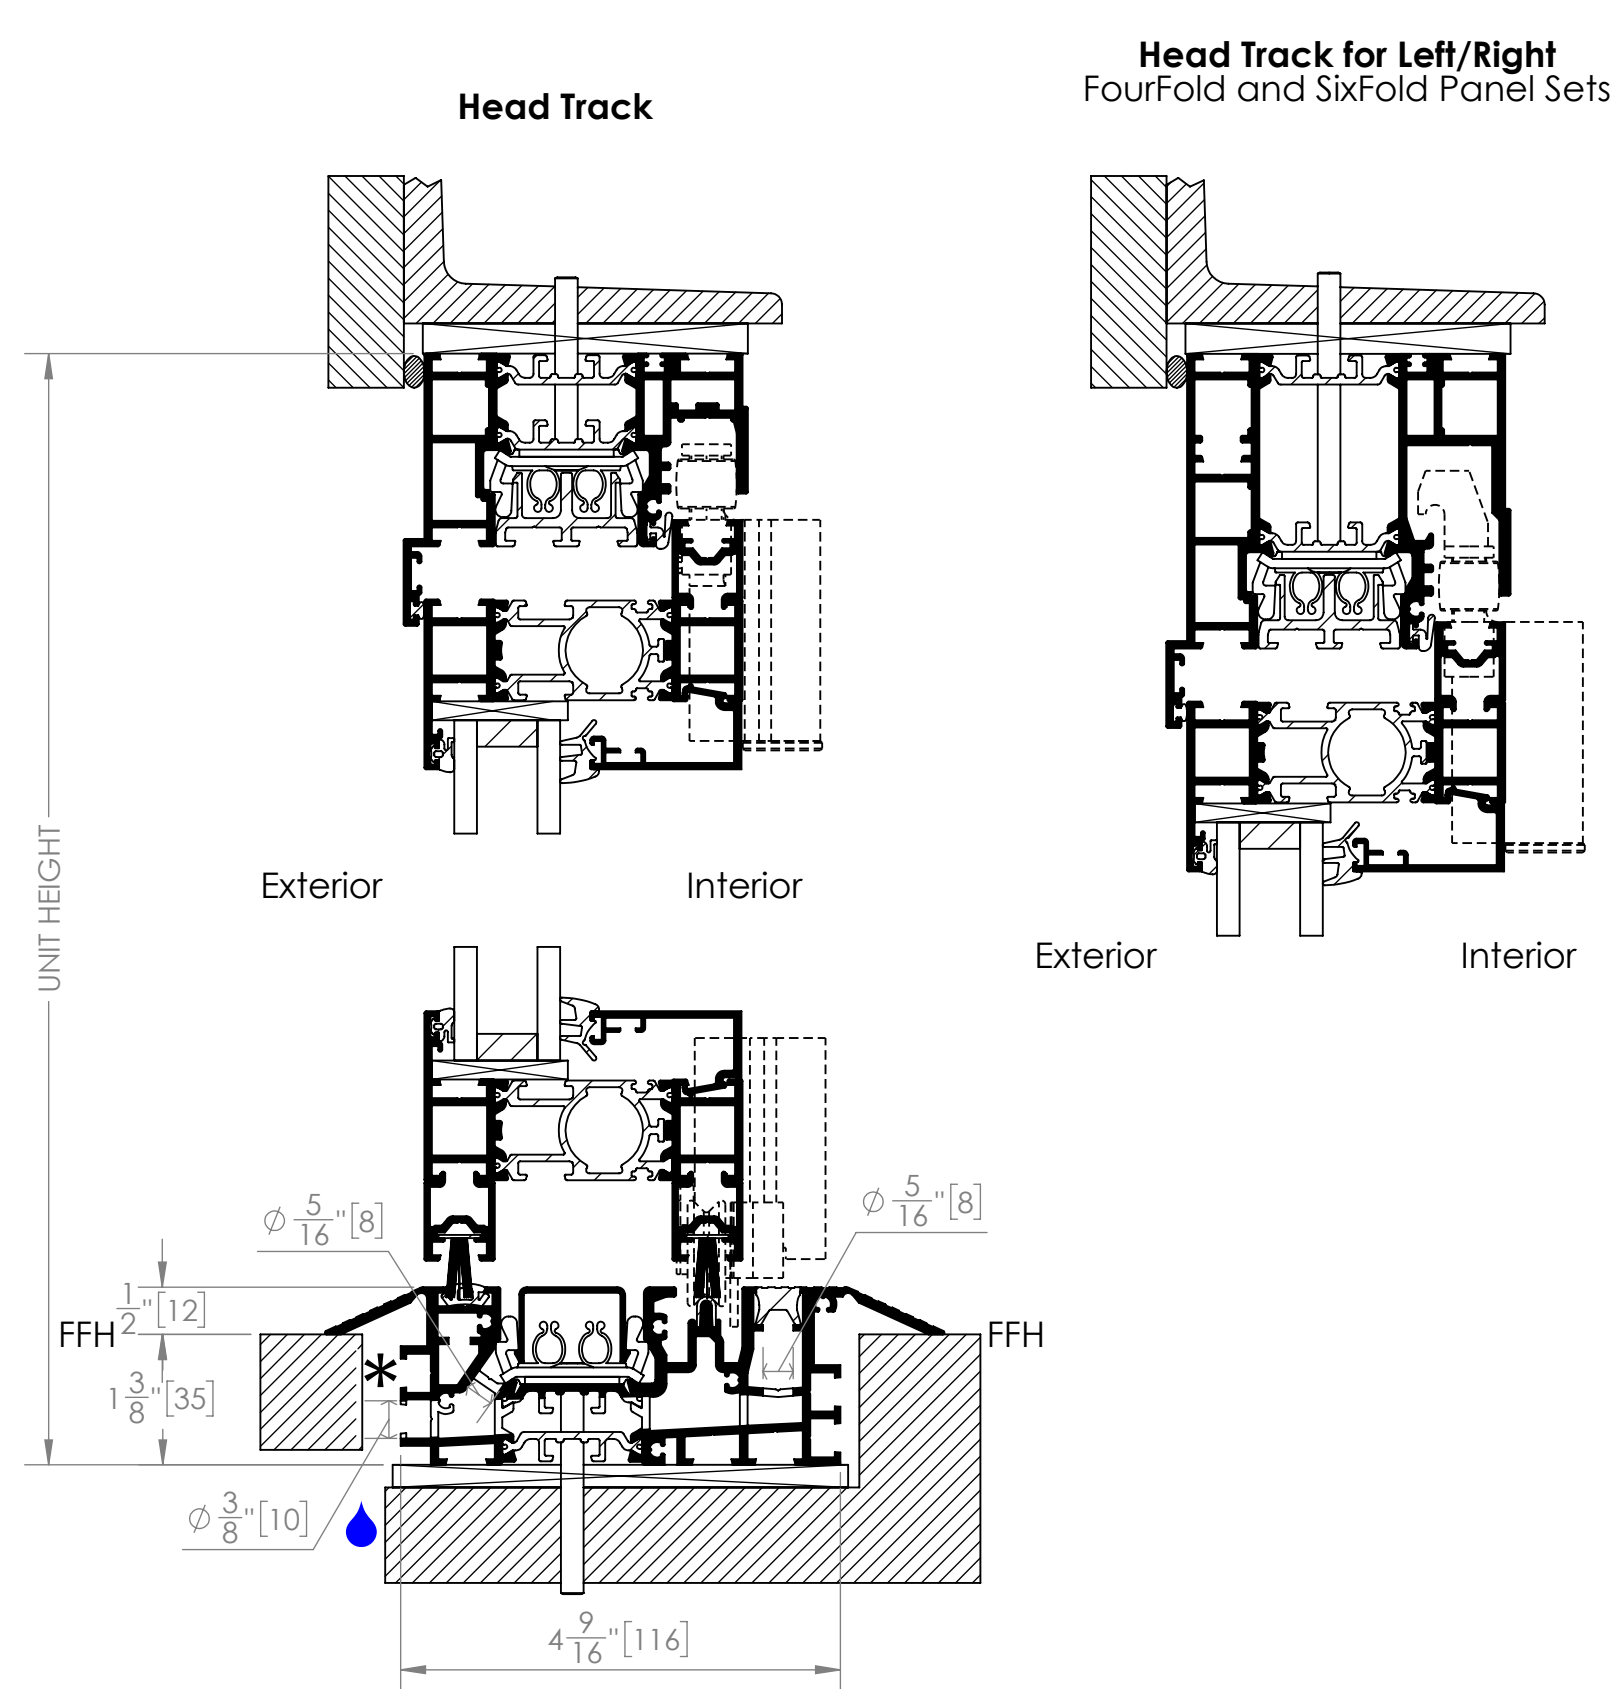 Head Track
Head Track for Left/Right
FourFold and SixFold Panel Sets
UNIT HEIGHT
Exterior
Interior
Exterior
Interior
⌀ 5/16"[8]
⌀ 5/16"[8]
1/2"[12]
FFH
*
FFH
1 3/8"[35]
⌀ 3/8"[10]
4 9/16"[116]